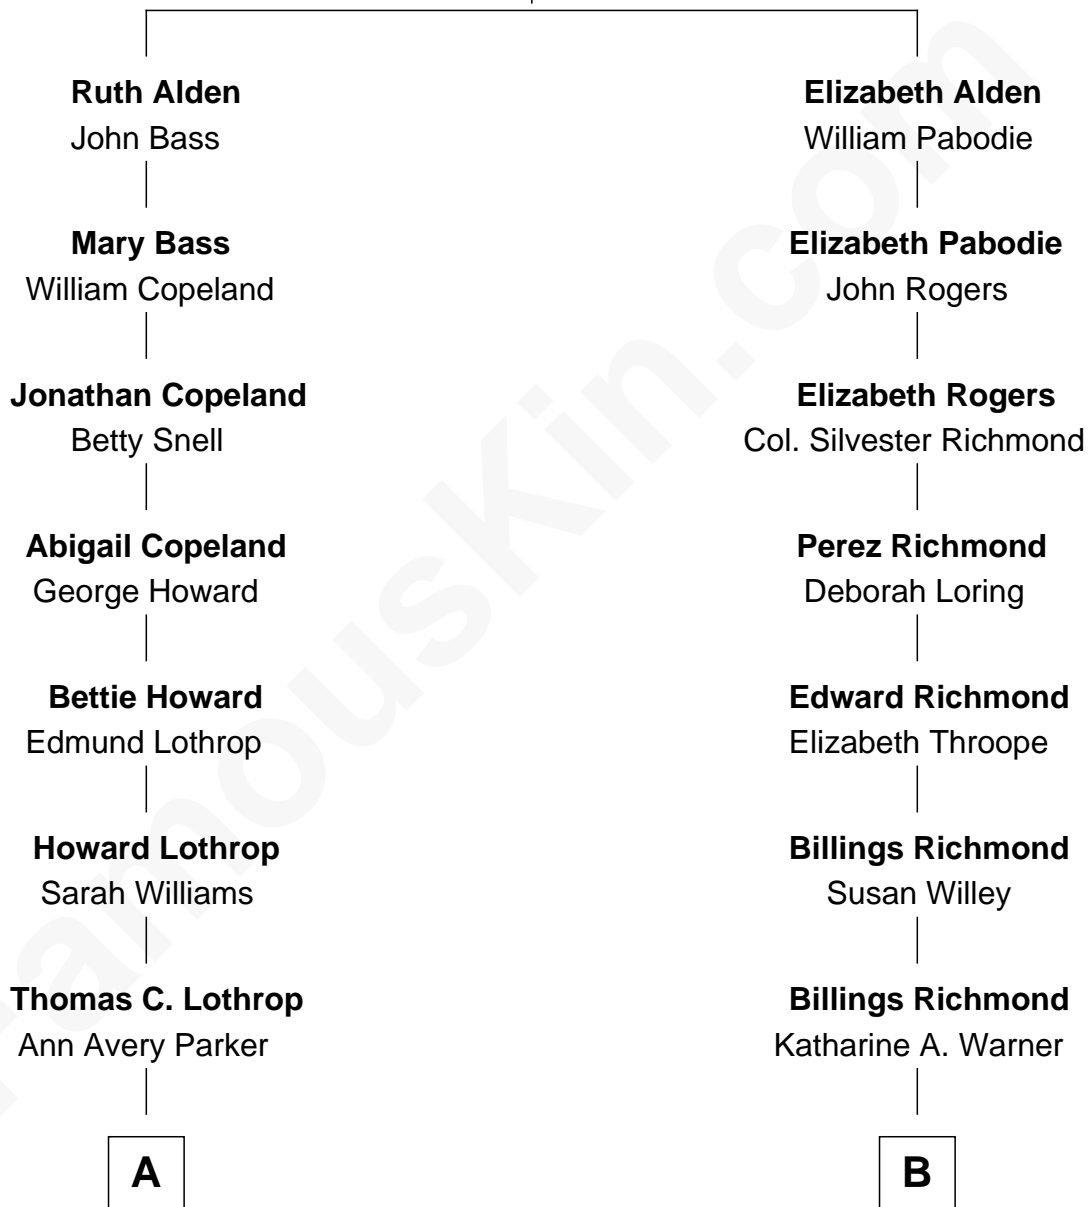 Ruth Alden
John Bass
Elizabeth Alden
William Pabodie
Mary Bass
William Copeland
Elizabeth Pabodie
John Rogers
Jonathan Copeland
Betty Snell
Elizabeth Rogers
Col. Silvester Richmond
Abigail Copeland
George Howard
Perez Richmond
Deborah Loring
Bettie Howard
Edmund Lothrop
Edward Richmond
Elizabeth Throope
Howard Lothrop
Sarah Williams
Billings Richmond
Susan Willey
Thomas C. Lothrop
Ann Avery Parker
Billings Richmond
Katharine A. Warner
A
B
FamousKin.com